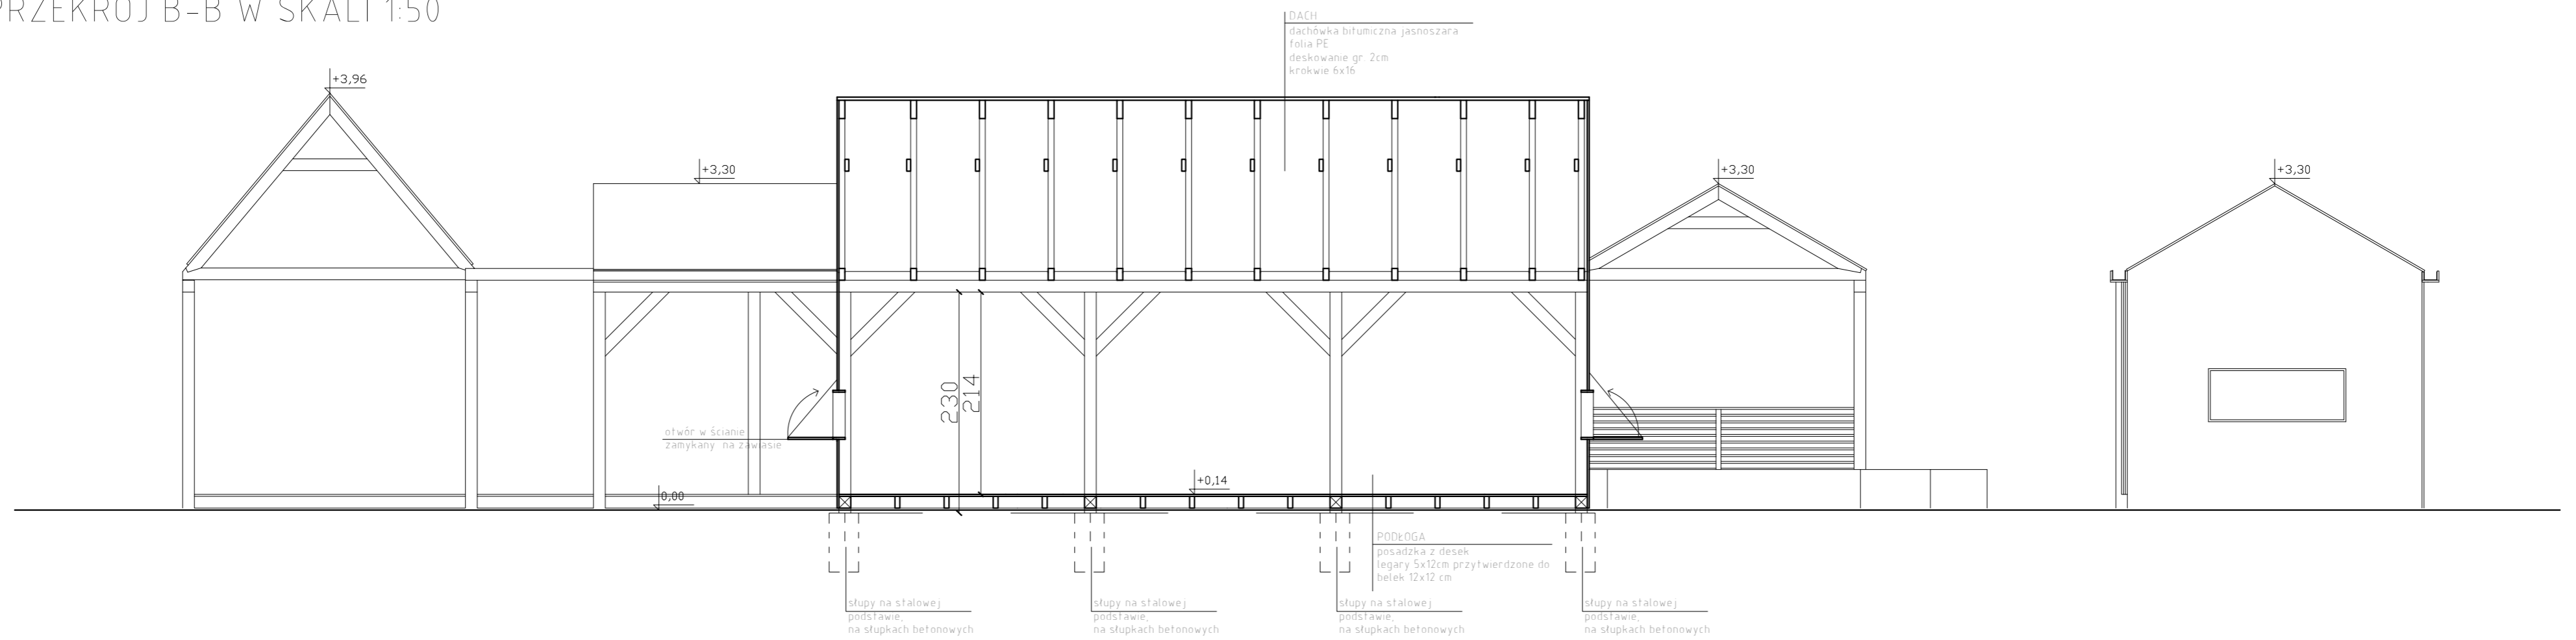 PRZEKRÓJ B-B W SKALI 1:50
DACH
dachówka bitumiczna jasnoszara
folia PE
deskowanie gr. 2cm
krokwie 6x16
+3,96
+3,30
+3,30
+3,30
230
214
otwór w ścianie
zamykany na zawiasie
0,00
+0,14
PODŁOGA
posadzka z desek
legary 5x12cm przytwierdzone do
belek 12x12 cm
słupy na stalowej
podstawie,
na słupkach betonowych
słupy na stalowej
podstawie,
na słupkach betonowych
słupy na stalowej
podstawie,
na słupkach betonowych
słupy na stalowej
podstawie,
na słupkach betonowych